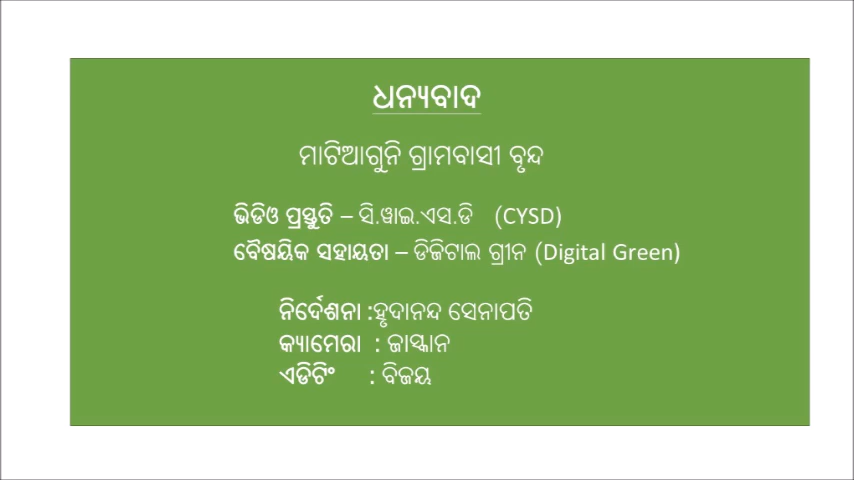 ଧନ୍ୟବାଦ
ମାଟିଆଗୁନି ଗ୍ରାମବାସୀ ବୃନ୍ଦ
ଭିଡିଓ ପ୍ରସ୍ତୁତି – ସି.ୱାଇ.ଏସ.ଡି (CYSD)
ବୈଷୟିକ ସହାୟତା – ଡିଜିଟାଲ ଗ୍ରୀନ (Digital Green)
ନିର୍ଦେଶନା :ହୃଦାନନ୍ଦ ସେନାପତି
କ୍ୟାମେରା : ଜାସ୍କାନ
ଏଡିଟିଂ : ବିଜୟ